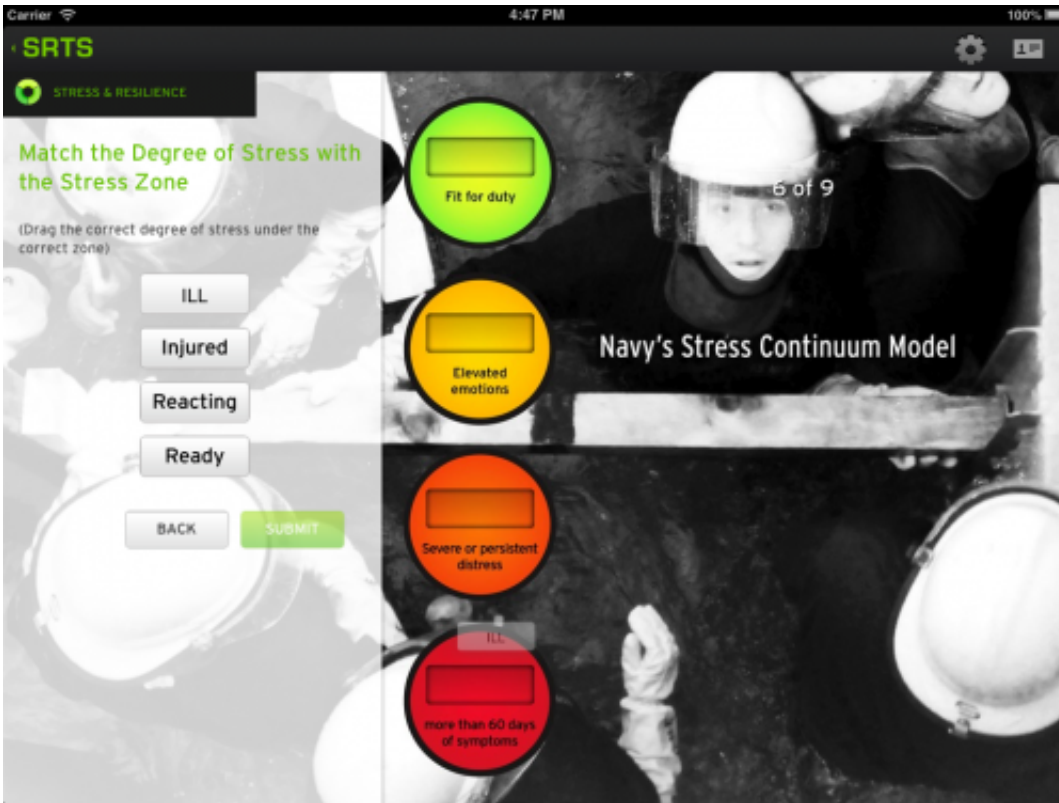 Carrier 4:47 PM 100%
SRTS
STRESS & RESILIENCE
Match the Degree of Stress with
the Stress Zone
(Drag the correct degree of stress under the
correct zone)
ILL
Injured
Reacting
Ready
BACK SUBMIT
Fit for duty
Elevated
emotions
Severe or persistent
distress
ILL
more than 60 days
of symptoms
6 of 9
Navy's Stress Continuum Model